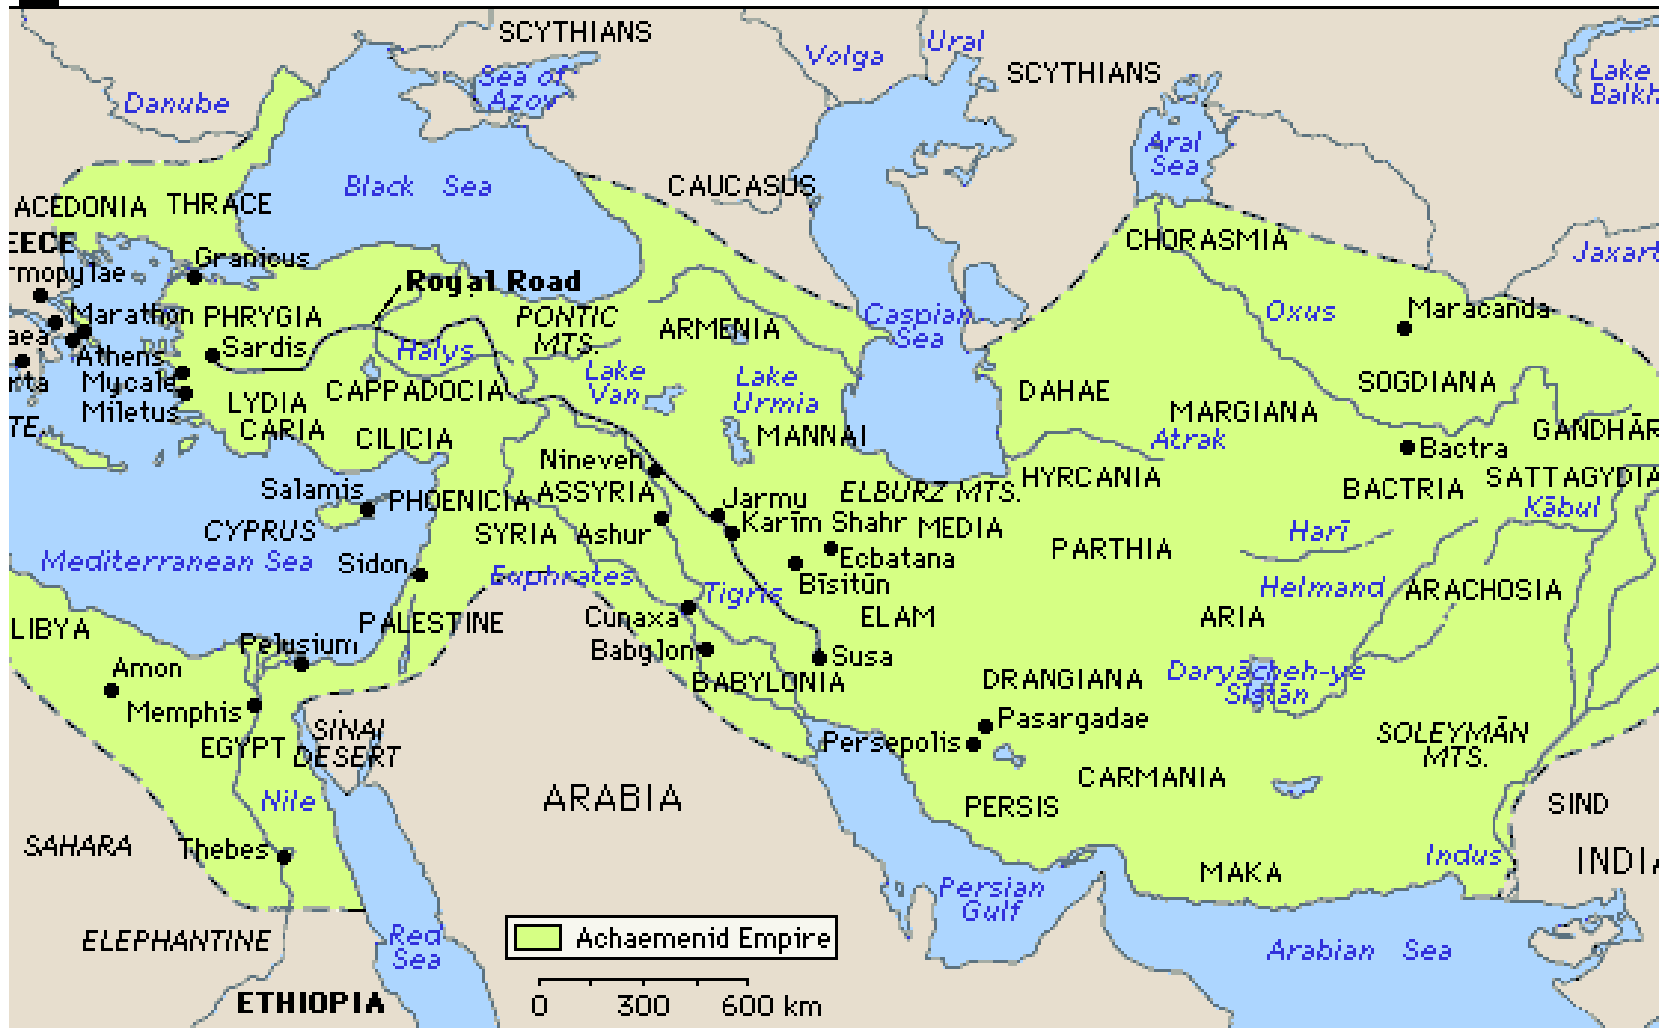 SCYTHIANS
Volga
Ural
SCYTHIANS
Lake
Balkh
Sea of
Azov
Danube
Aral
Sea
Black Sea
CAUCASUS
ACEDONIA
THRACE
CHORASMIA
EECE
Granicus
Jaxart
rmopylae
Royal Road
Marathon
PHRYGIA
PONTIC
MTS.
ARMENIA
Caspian
Sea
Oxus
Maracanda
aea
Athens
Sardis
Halys
Lake
Van
Lake
Urmia
rta
Mycale
Miletus
LYDIA
CAPPADOCIA
DAHAE
SOGDIANA
MARGIANA
TE.
CARIA
CILICIA
MANNAI
Atrak
Bactra
GANDHĀR
Nineveh
HYRCANIA
SATTAGYDIA
Salamis
PHOENICIA
ASSYRIA
Jarmu
ELBURZ MTS.
BACTRIA
Kābul
CYPRUS
SYRIA
Ashur
Karīm Shahr
MEDIA
Harī
Mediterranean Sea
Sidon
Euphrates
Tigris
Ecbatana
Bīsitūn
PARTHIA
Helmand
ARACHOSIA
LIBYA
PALESTINE
Cunaxa
ELAM
ARIA
Pelusium
Babylon
Susa
Amon
BABYLONIA
DRANGIANA
Daryācheh-ye
Sīstān
Memphis
SINAI
DESERT
Pasargadae
Persepolis
SOLEYMĀN
MTS.
EGYPT
Nile
ARABIA
CARMANIA
PERSIS
SIND
SAHARA
Thebes
Indus
INDIA
MAKA
Persian
Gulf
ELEPHANTINE
Red
Sea
Achaemenid Empire
Arabian Sea
ETHIOPIA
0 300 600 km